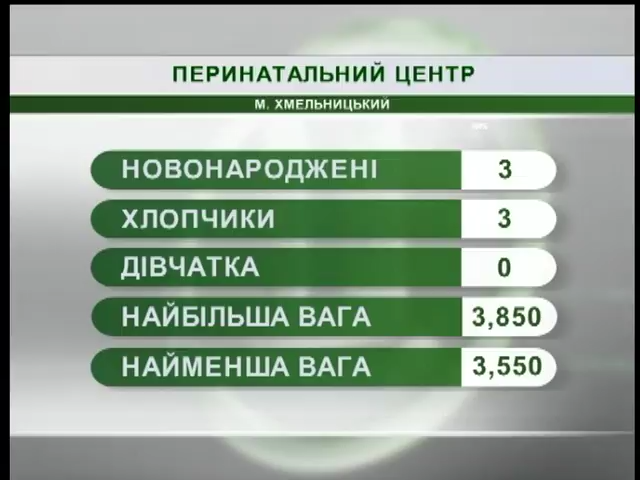 ПЕРИНАТАЛЬНИЙ ЦЕНТР
М. ХМЕЛЬНИЦЬКИЙ
НОВОНАРОДЖЕНІ 3
ХЛОПЧИКИ 3
ДІВЧАТКА 0
НАЙБІЛЬША ВАГА 3,850
НАЙМЕНША ВАГА 3,550